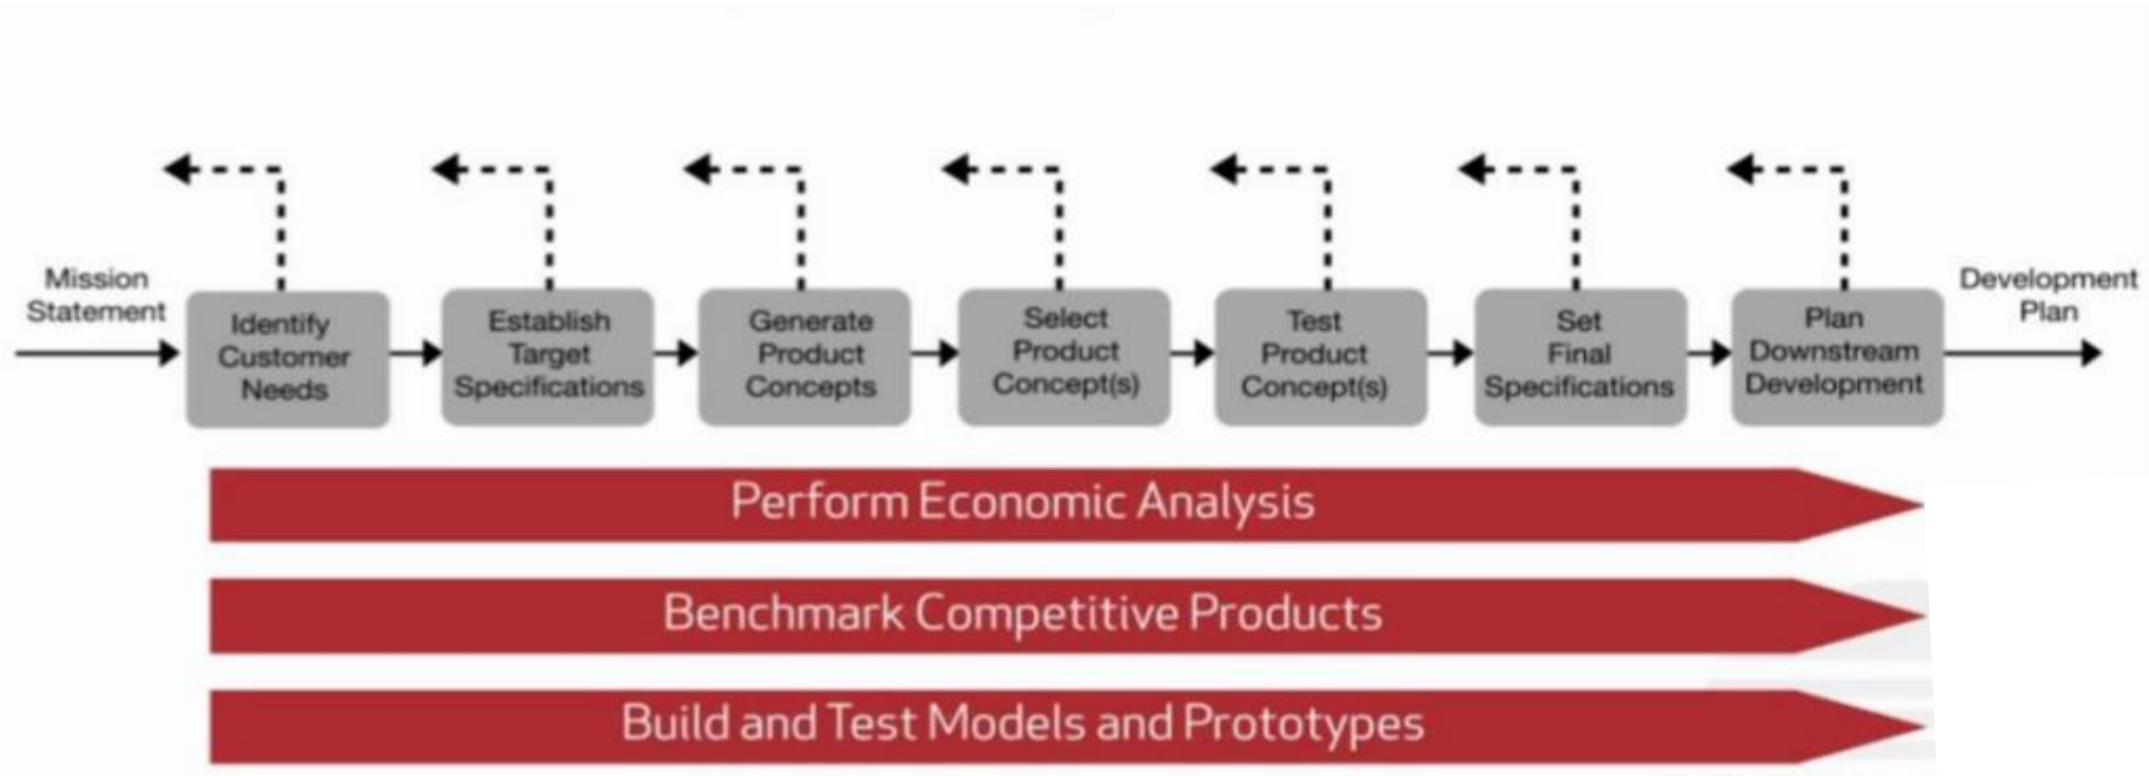 Mission
Statement
Identify
Customer
Needs
Establish
Target
Specifications
Generate
Product
Concepts
Select
Product
Concept(s)
Test
Product
Concept(s)
Set
Final
Specifications
Plan
Downstream
Development
Development
Plan
Perform Economic Analysis
Benchmark Competitive Products
Build and Test Models and Prototypes